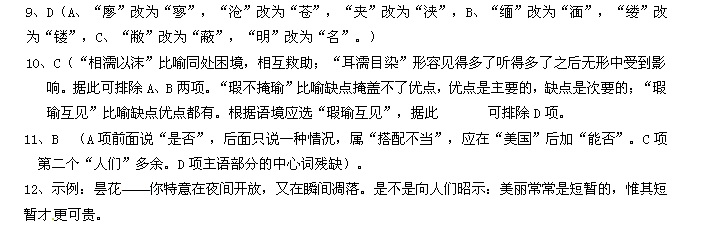 9、D（A、“廖”改为“寥”，“沧”改为“苍”，“夹”改为“浃”，B、“缅”改为“湎”，“缕”改
为“镂”，C、“敝”改为“蔽”，“明”改为“名”。）
10、C（“相濡以沫”比喻同处困境，相互救助；“耳濡目染”形容见得多了听得多了之后无形中受到影
响。据此可排除A、B两项。“瑕不掩瑜”比喻缺点掩盖不了优点，优点是主要的，缺点是次要的；“瑕
瑜互见”比喻缺点优点都有。根据语境应选“瑕瑜互见”，据此 可排除D项。
11、B （A项前面说“是否”，后面只说一种情况，属“搭配不当”，应在“美国”后加“能否”。C项
第二个“人们”多余。D项主语部分的中心词残缺）。
12、示例：昙花——你特意在夜间开放，又在瞬间凋落。是不是向人们昭示：美丽常常是短暂的，惟其短
暂才更可贵。